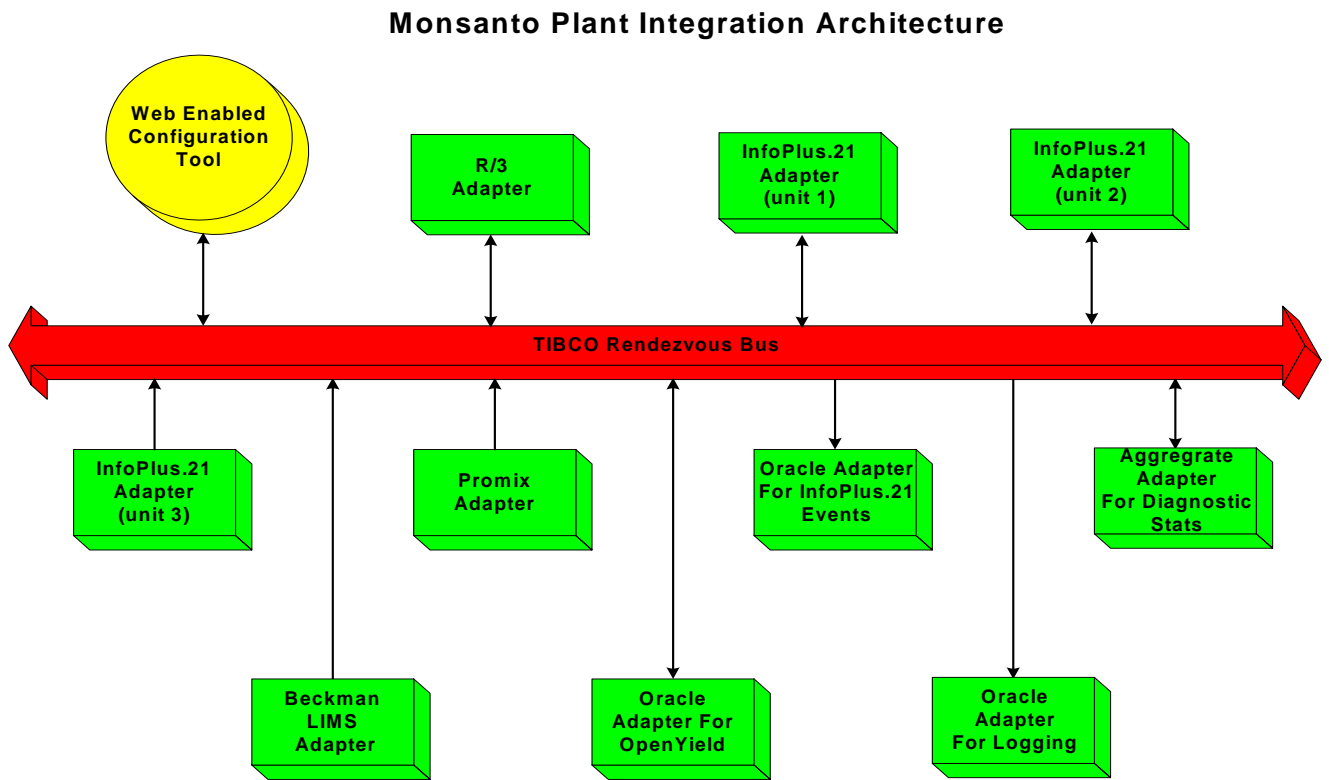 Monsanto Plant Integration Architecture
Web Enabled
Configuration
Tool
R/3
Adapter
InfoPlus.21
Adapter
(unit 1)
InfoPlus.21
Adapter
(unit 2)
TIBCO Rendezvous Bus
InfoPlus.21
Adapter
(unit 3)
Promix
Adapter
Oracle Adapter
For InfoPlus.21
Events
Aggregrate
Adapter
For Diagnostic
Stats
Beckman
LIMS
Adapter
Oracle
Adapter For
OpenYield
Oracle
Adapter
For Logging